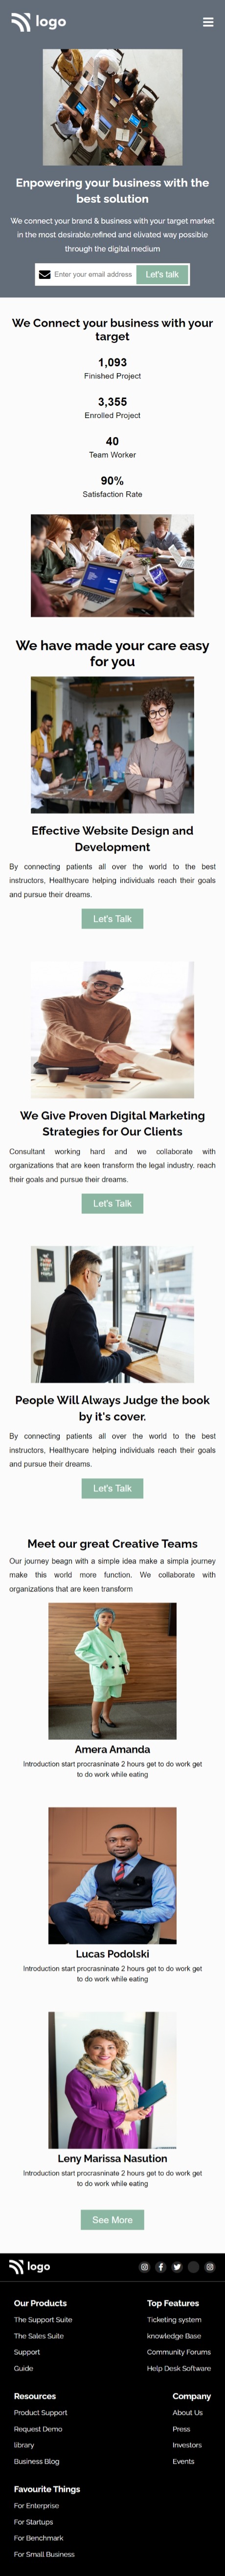 logo
Enpowering your business with the
best solution
We connect your brand & business with your target market
in the most desirable,refined and elivated way possible
through the digital medium
Enter your email address
Let's talk
We Connect your business with your
target
1,093
Finished Project
3,355
Enrolled Project
40
Team Worker
90%
Satisfaction Rate
We have made your care easy
for you
Effective Website Design and
Development
By connecting patients all over the world to the best
instructors, Healthycare helping individuals reach their goals
and pursue their dreams.
Let's Talk
We Give Proven Digital Marketing
Strategies for Our Clients
Consultant working hard and we collaborate with
organizations that are keen transform the legal industry. reach
their goals and pursue their dreams.
Let's Talk
People Will Always Judge the book
by it's cover.
By connecting patients all over the world to the best
instructors, Healthycare helping individuals reach their goals
and pursue their dreams.
Let's Talk
Meet our great Creative Teams
Our journey beagn with a simple idea make a simpla journey
make this world more function. We collaborate with
organizations that are keen transform
Amera Amanda
Introduction start procrasninate 2 hours get to do work get
to do work while eating
Lucas Podolski
Introduction start procrasninate 2 hours get to do work get
to do work while eating
Leny Marissa Nasution
Introduction start procrasninate 2 hours get to do work get
to do work while eating
See More
logo
Our Products
The Support Suite
The Sales Suite
Support
Guide
Top Features
Ticketing system
knowledge Base
Community Forums
Help Desk Software
Resources
Product Support
Request Demo
library
Business Blog
Company
About Us
Press
Investors
Events
Favourite Things
For Enterprise
For Startups
For Benchmark
For Small Business